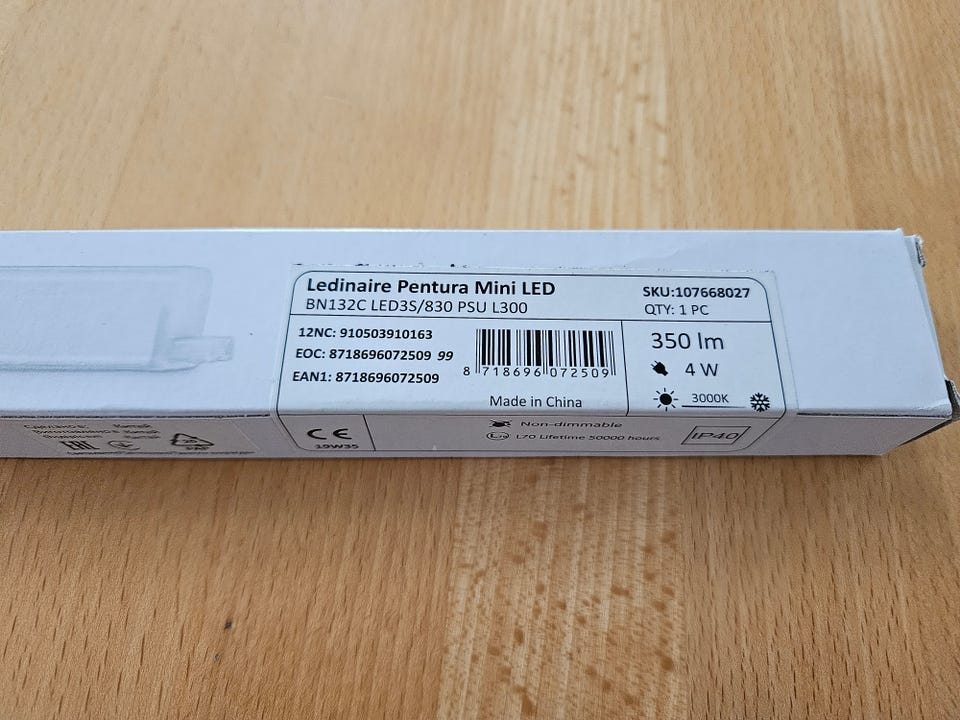 Ledinaire Pentura Mini LED
BN132C LED3S/830 PSU L300
SKU:107668027
QTY: 1 PC
12NC: 910503910163
EOC: 8718696072509 99
EAN1: 8718696072509
8 718696 072509
Made in China
350 lm
4 W
3000K
CE
19W35
Non-dimmable
L70 Lifetime 50000 hours
IP40
EAC